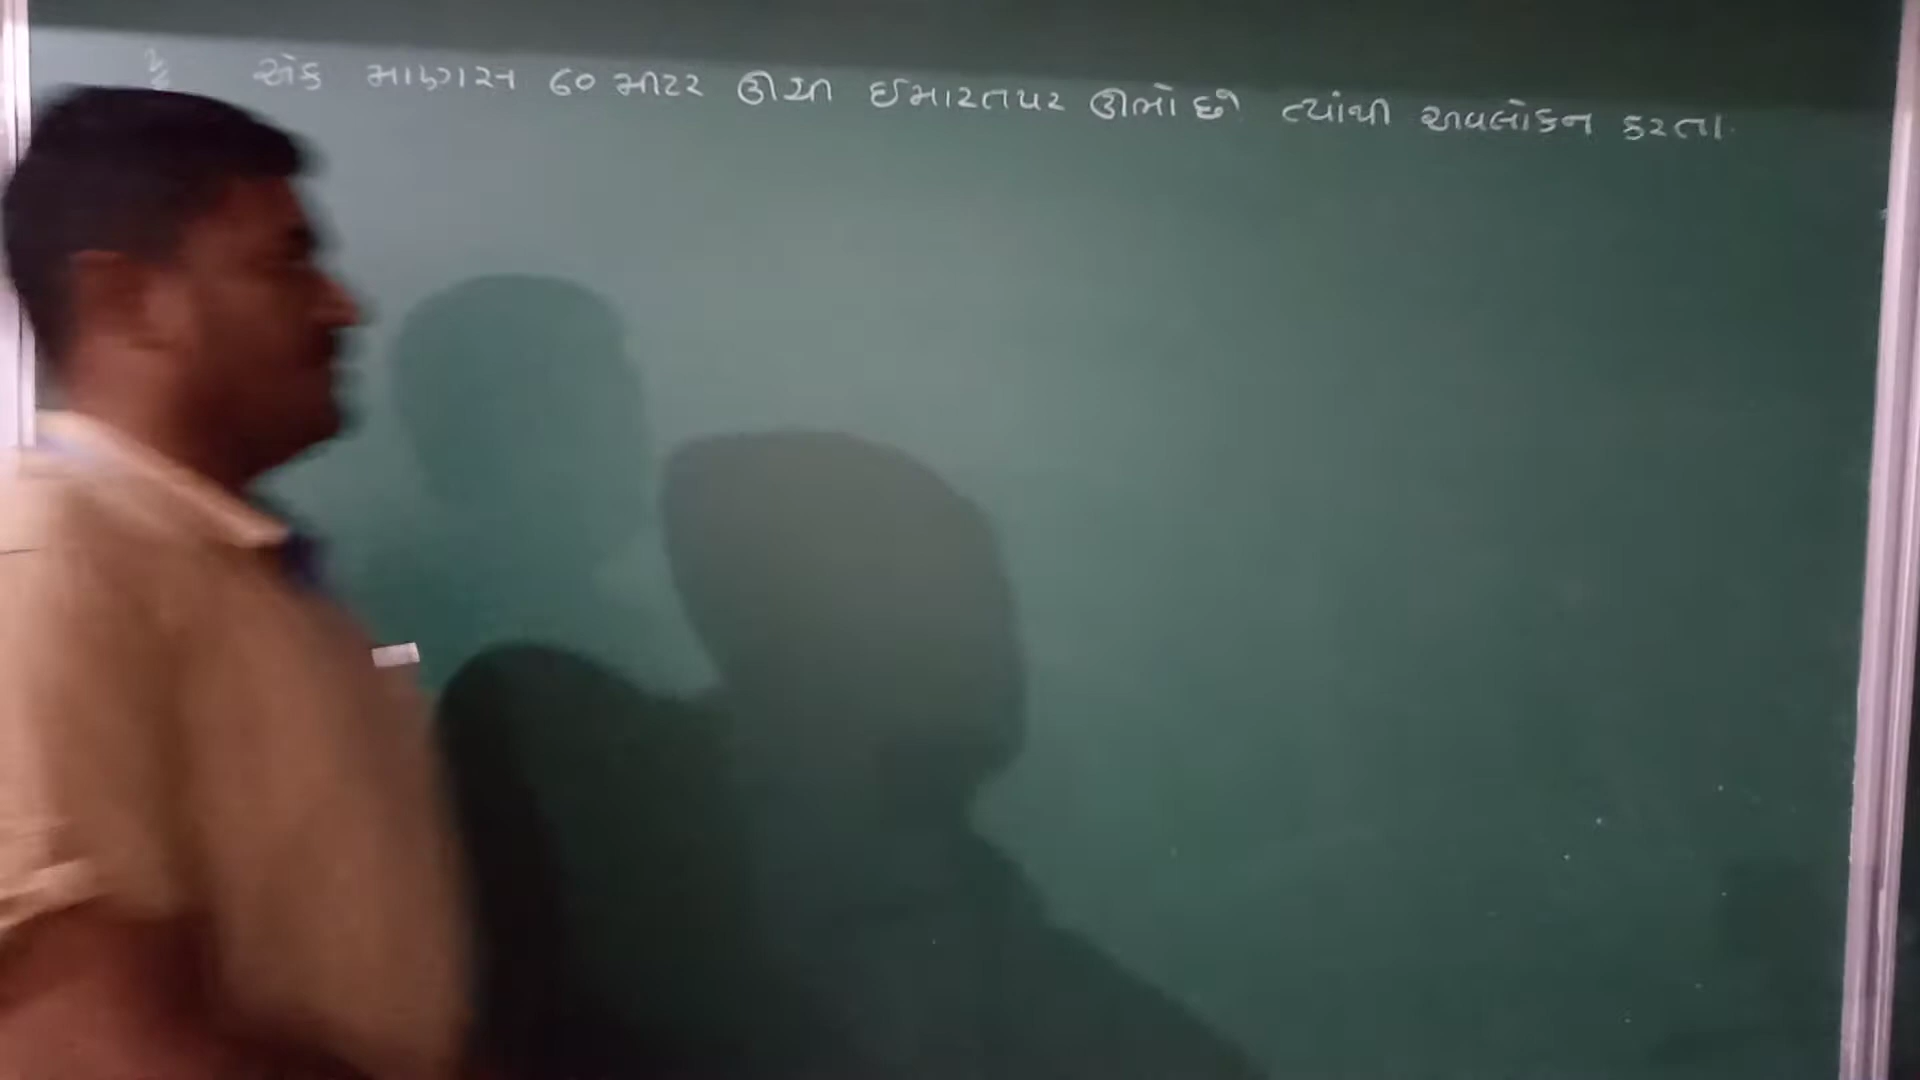 એક માણસ 60 મીટર ઊંચી ઈમારત પર ઊભો છે ત્યાંથી અવલોકન કરતા